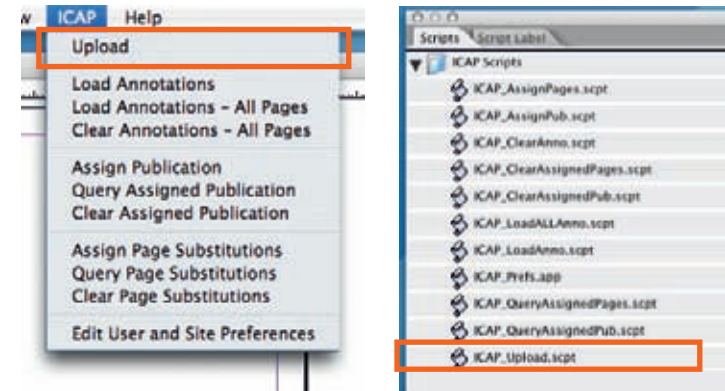 w ICAP Help
Upload
Load Annotations
Load Annotations - All Pages
Clear Annotations - All Pages
Assign Publication
Query Assigned Publication
Clear Assigned Publication
Assign Page Substitutions
Query Page Substitutions
Clear Page Substitutions
Edit User and Site Preferences
Scripts Script Label
ICAP Scripts
ICAP_AssignPages.scpt
ICAP_AssignPub.scpt
ICAP_ClearAnno.scpt
ICAP_ClearAssignedPages.scpt
ICAP_ClearAssignedPub.scpt
ICAP_LoadALLAnno.scpt
ICAP_LoadAnno.scpt
ICAP_Prefs.app
ICAP_QueryAssignedPages.scpt
ICAP_QueryAssignedPub.scpt
ICAP_Upload.scpt